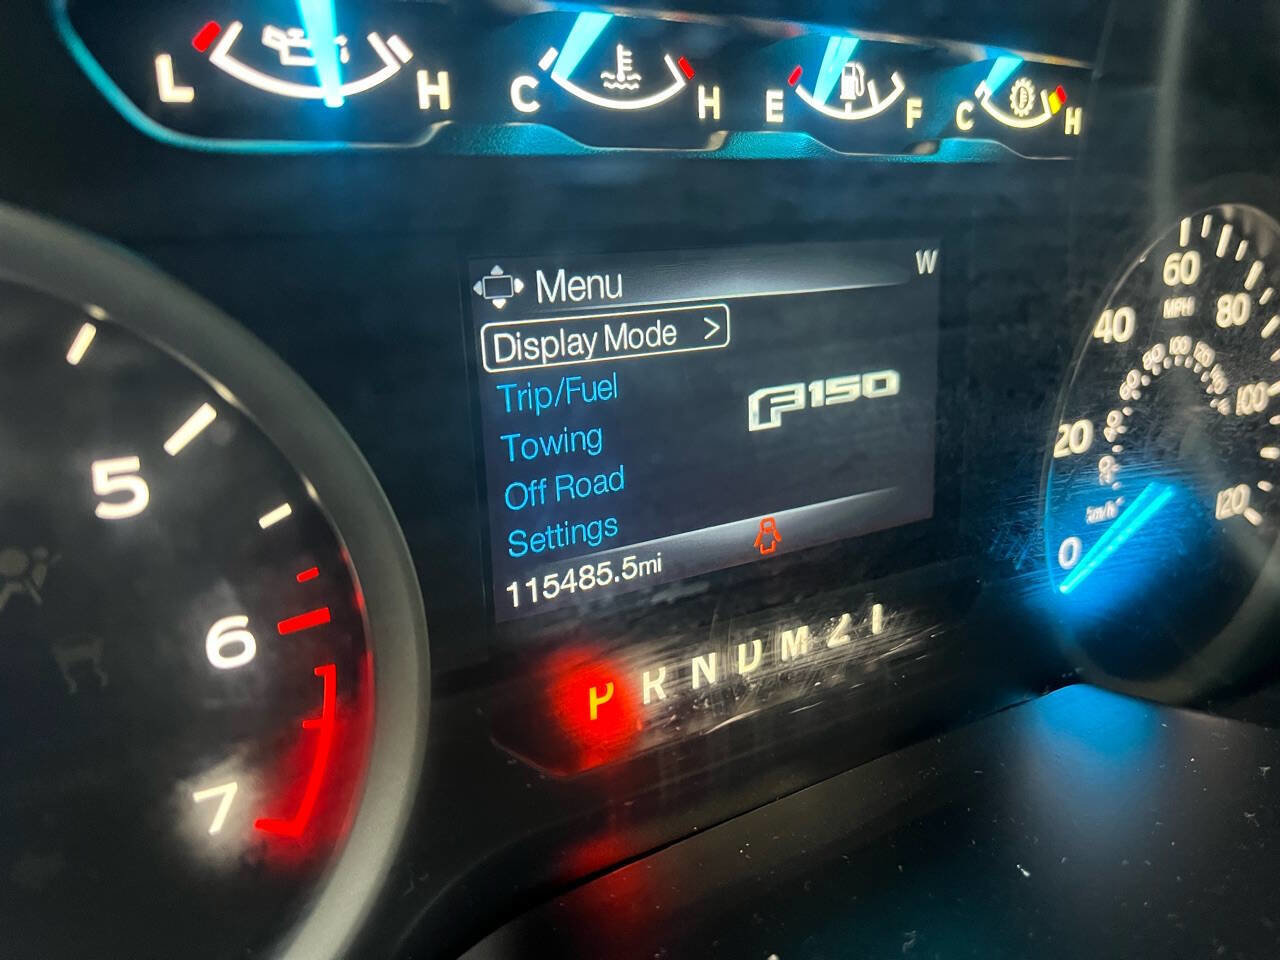 L H C H E F C H
Menu W
Display Mode >
Trip/Fuel
F150
Towing
Off Road
Settings
115485.5mi
P R N D M 2 1
5
6
7
0 20 40 60 80 100 120
MPH
km/h